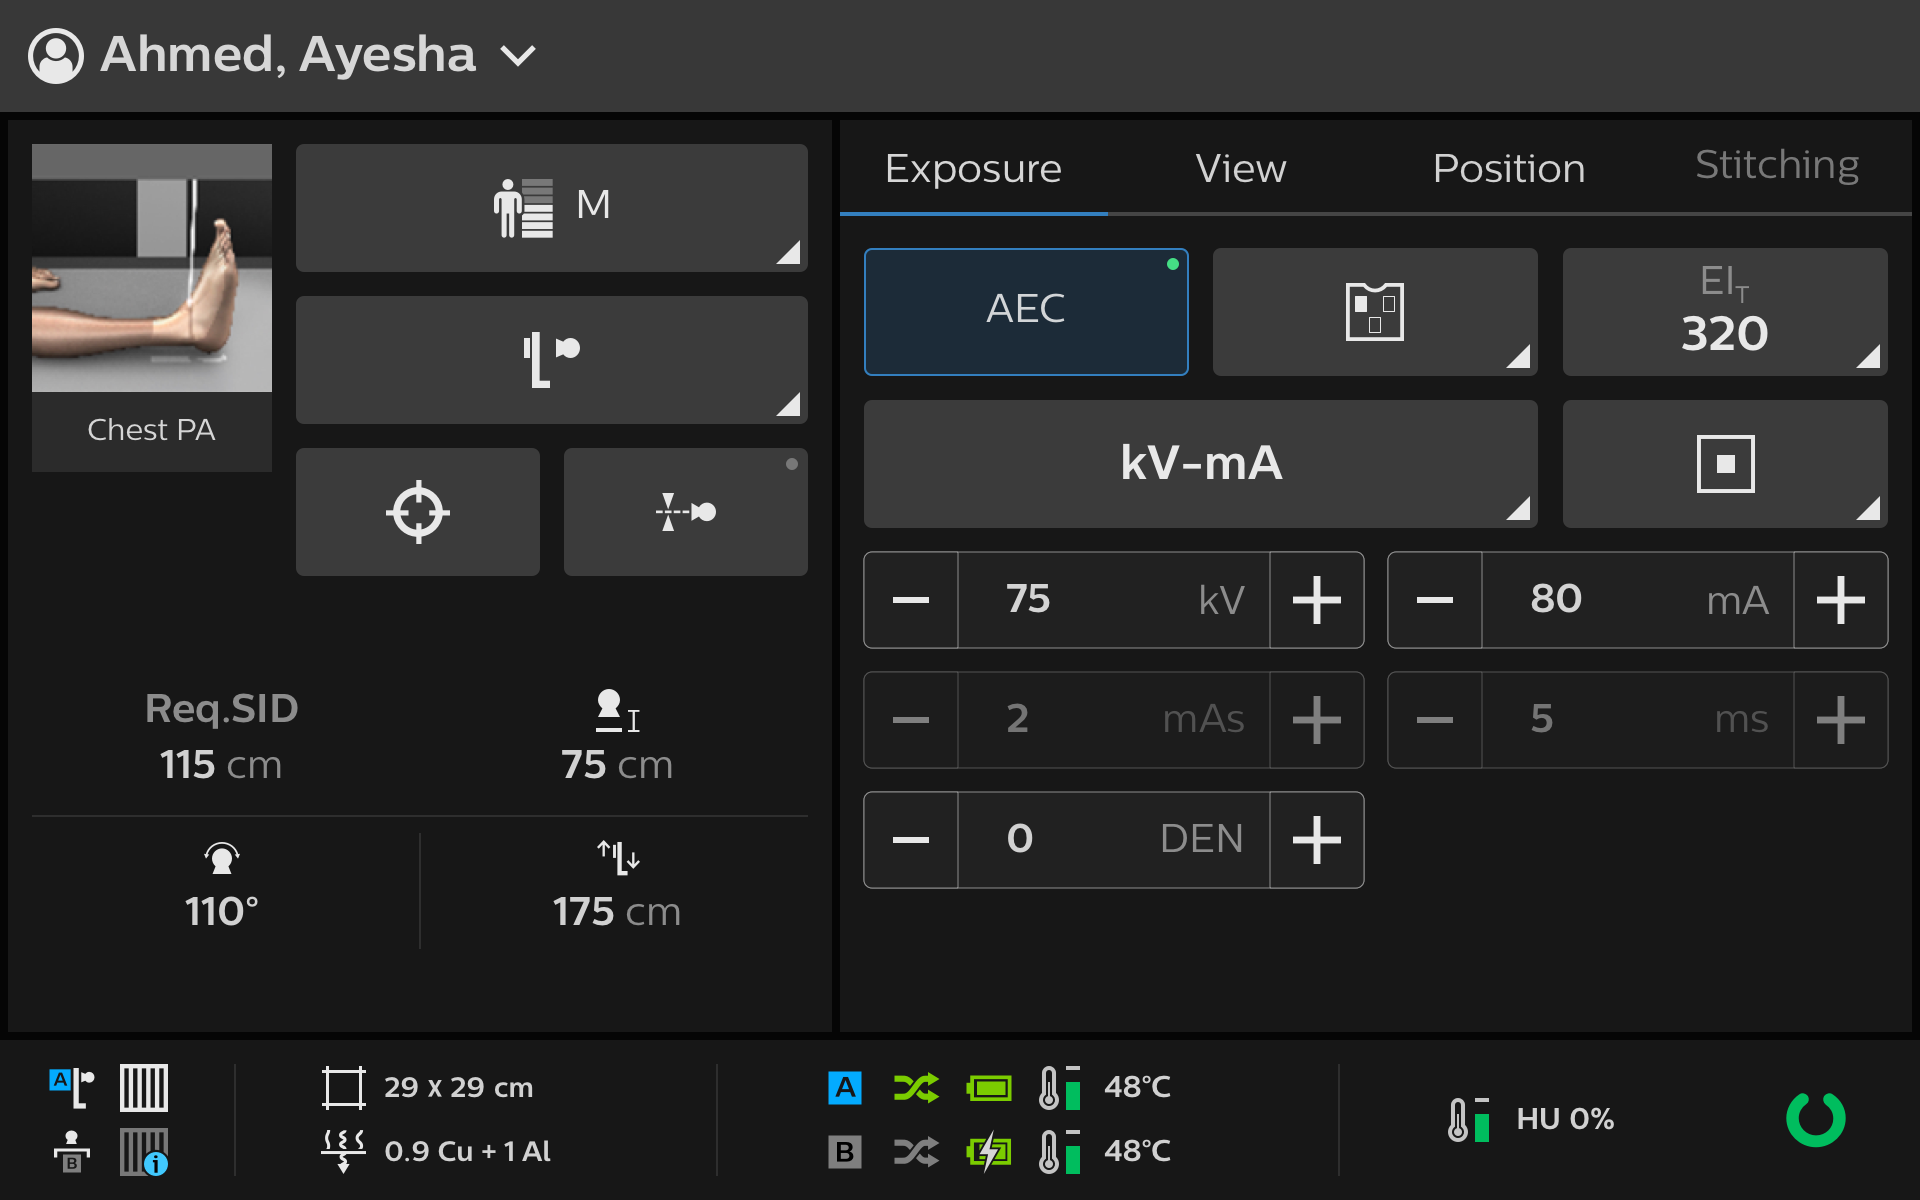 Ahmed, Ayesha
M
Chest PA
Req.SID
115 cm
75 cm
110°
175 cm
Exposure
View
Position
Stitching
AEC
EIT
320
kV-mA
75 kV
80 mA
2 mAs
5 ms
0 DEN
A
B
i
29 x 29 cm
0.9 Cu + 1 Al
A
48°C
B
48°C
HU 0%